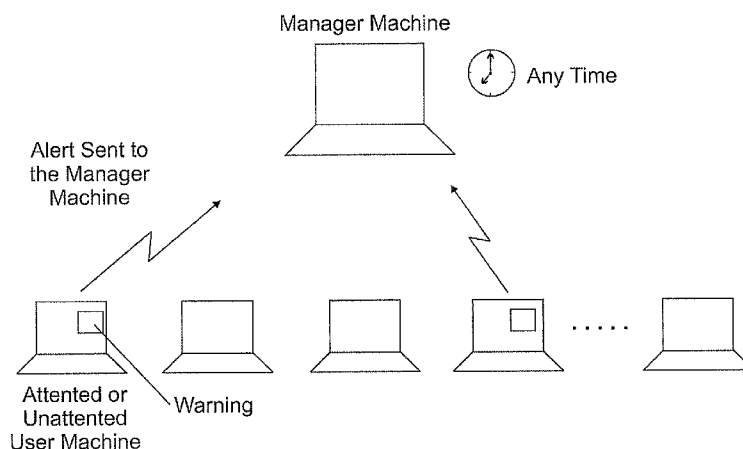 Manager Machine
Any Time
Alert Sent to
the Manager
Machine
Attented or
Unattented
User Machine
Warning